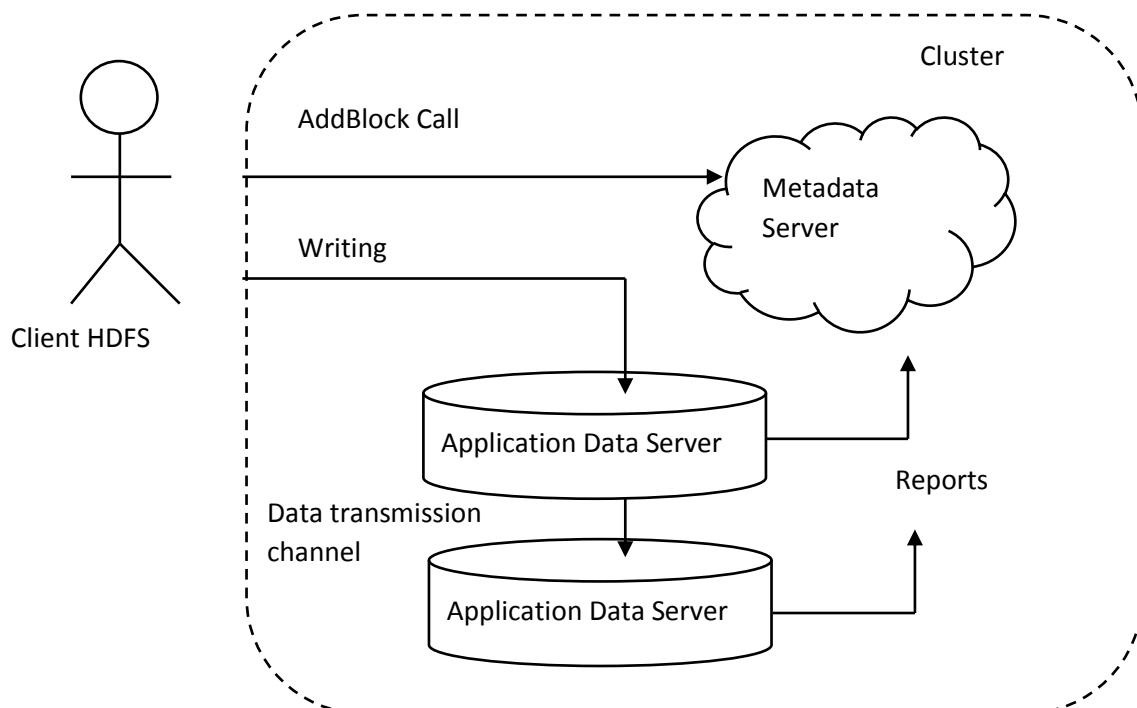 Cluster
AddBlock Call
Metadata
Server
Writing
Client HDFS
Application Data Server
Reports
Data transmission
channel
Application Data Server